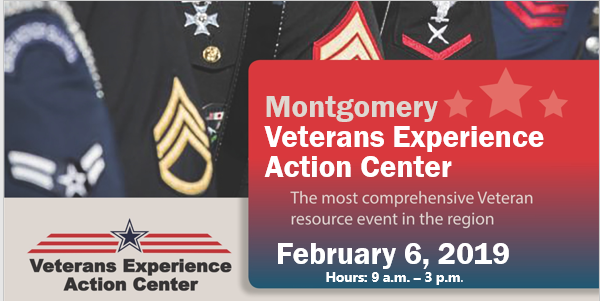 Montgomery
Veterans Experience
Action Center
The most comprehensive Veteran
resource event in the region
February 6, 2019
Hours: 9 a.m. – 3 p.m.
Veterans Experience
Action Center